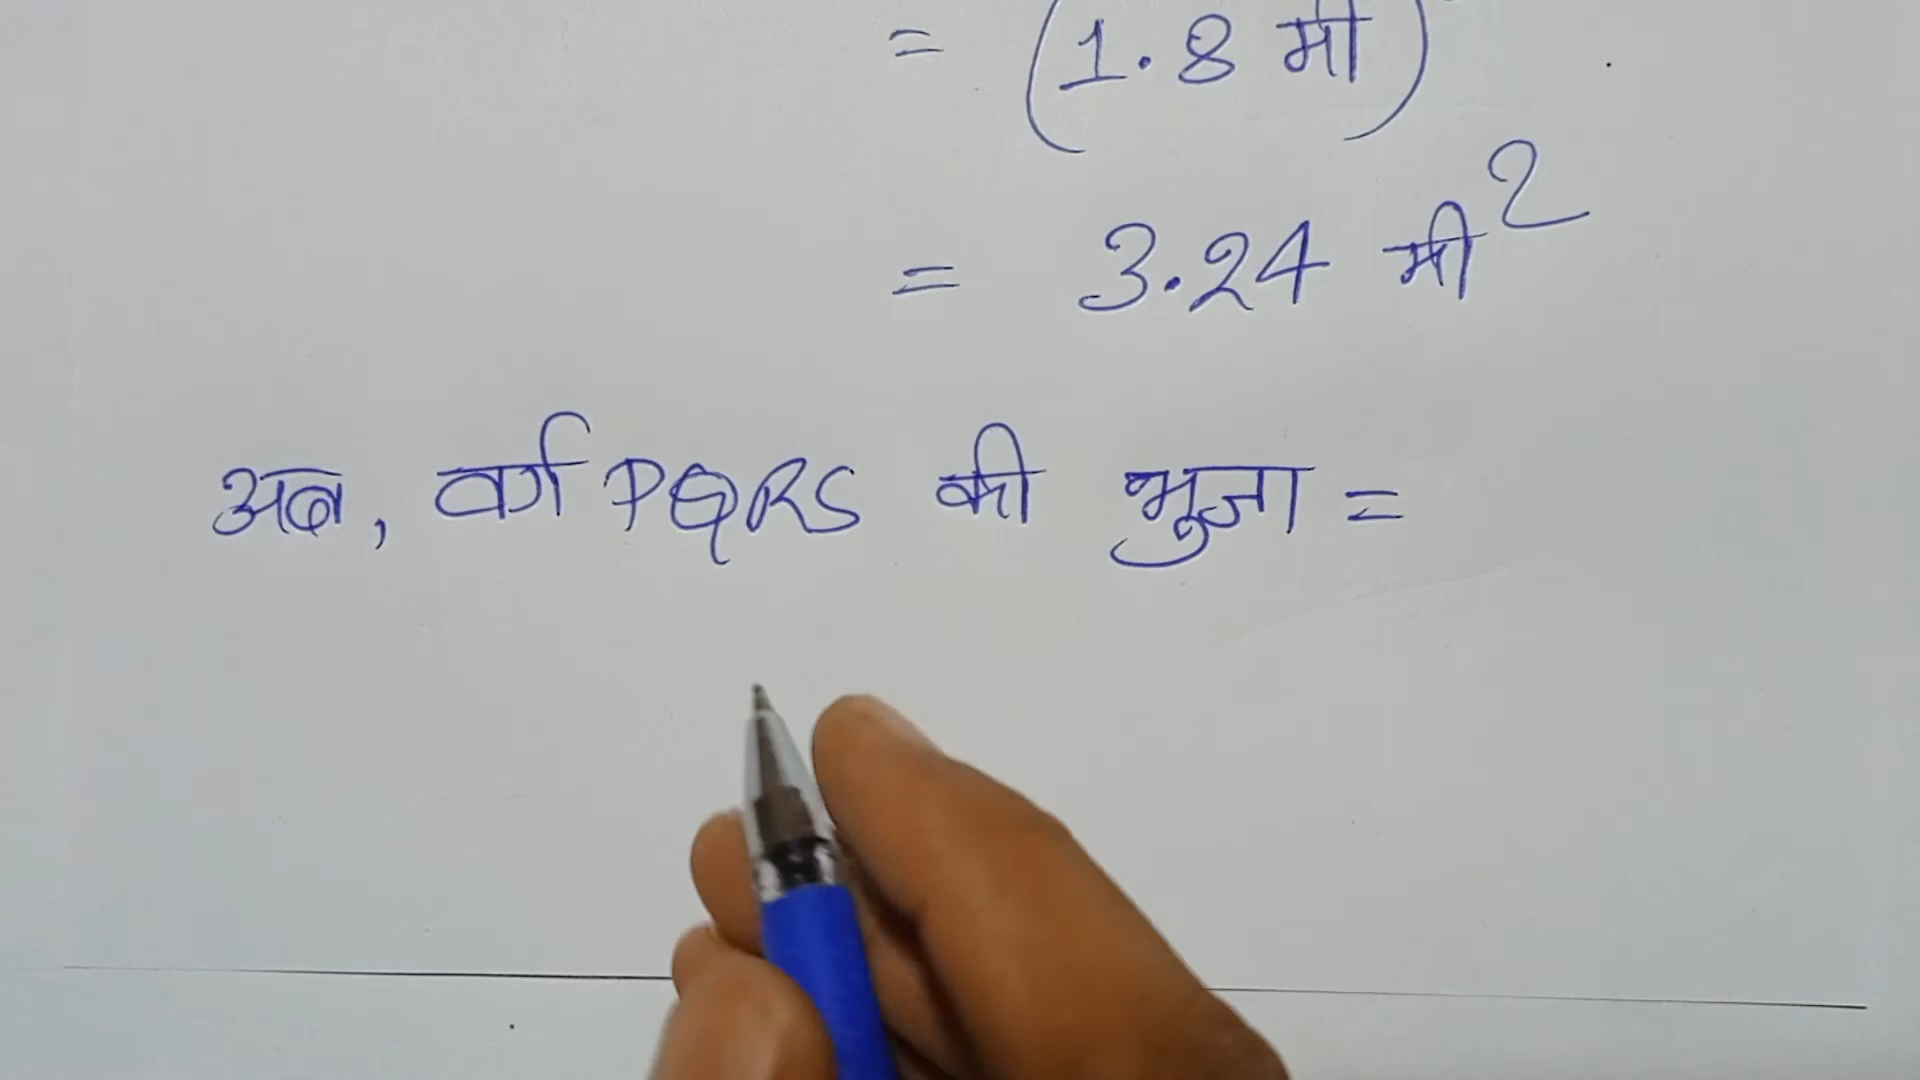 = (1.8 मी)
= 3.24 मी²
अब, वर्ग PQRS की भुजा =